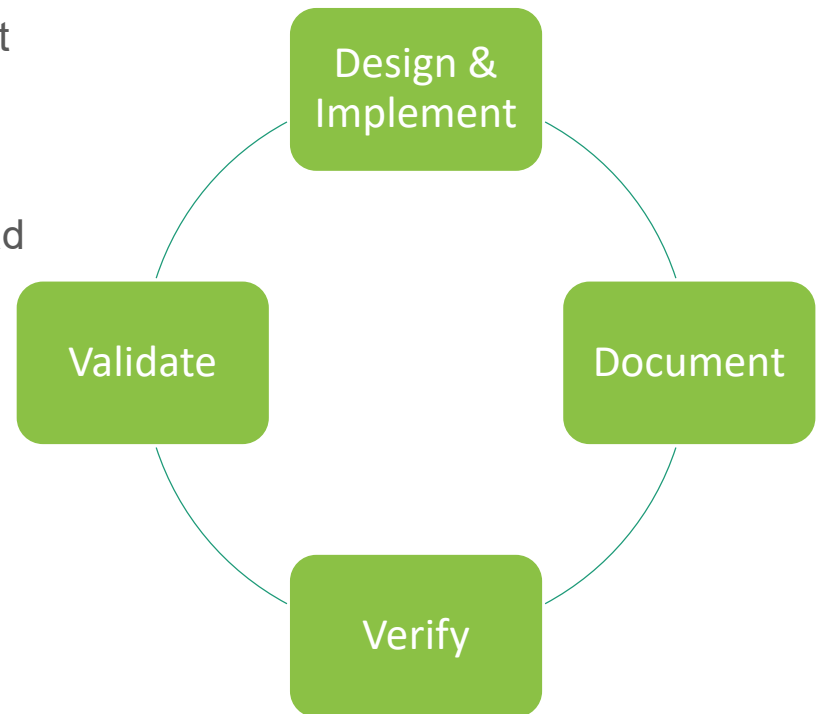 t
d
Design &
Implement
Validate
Document
Verify